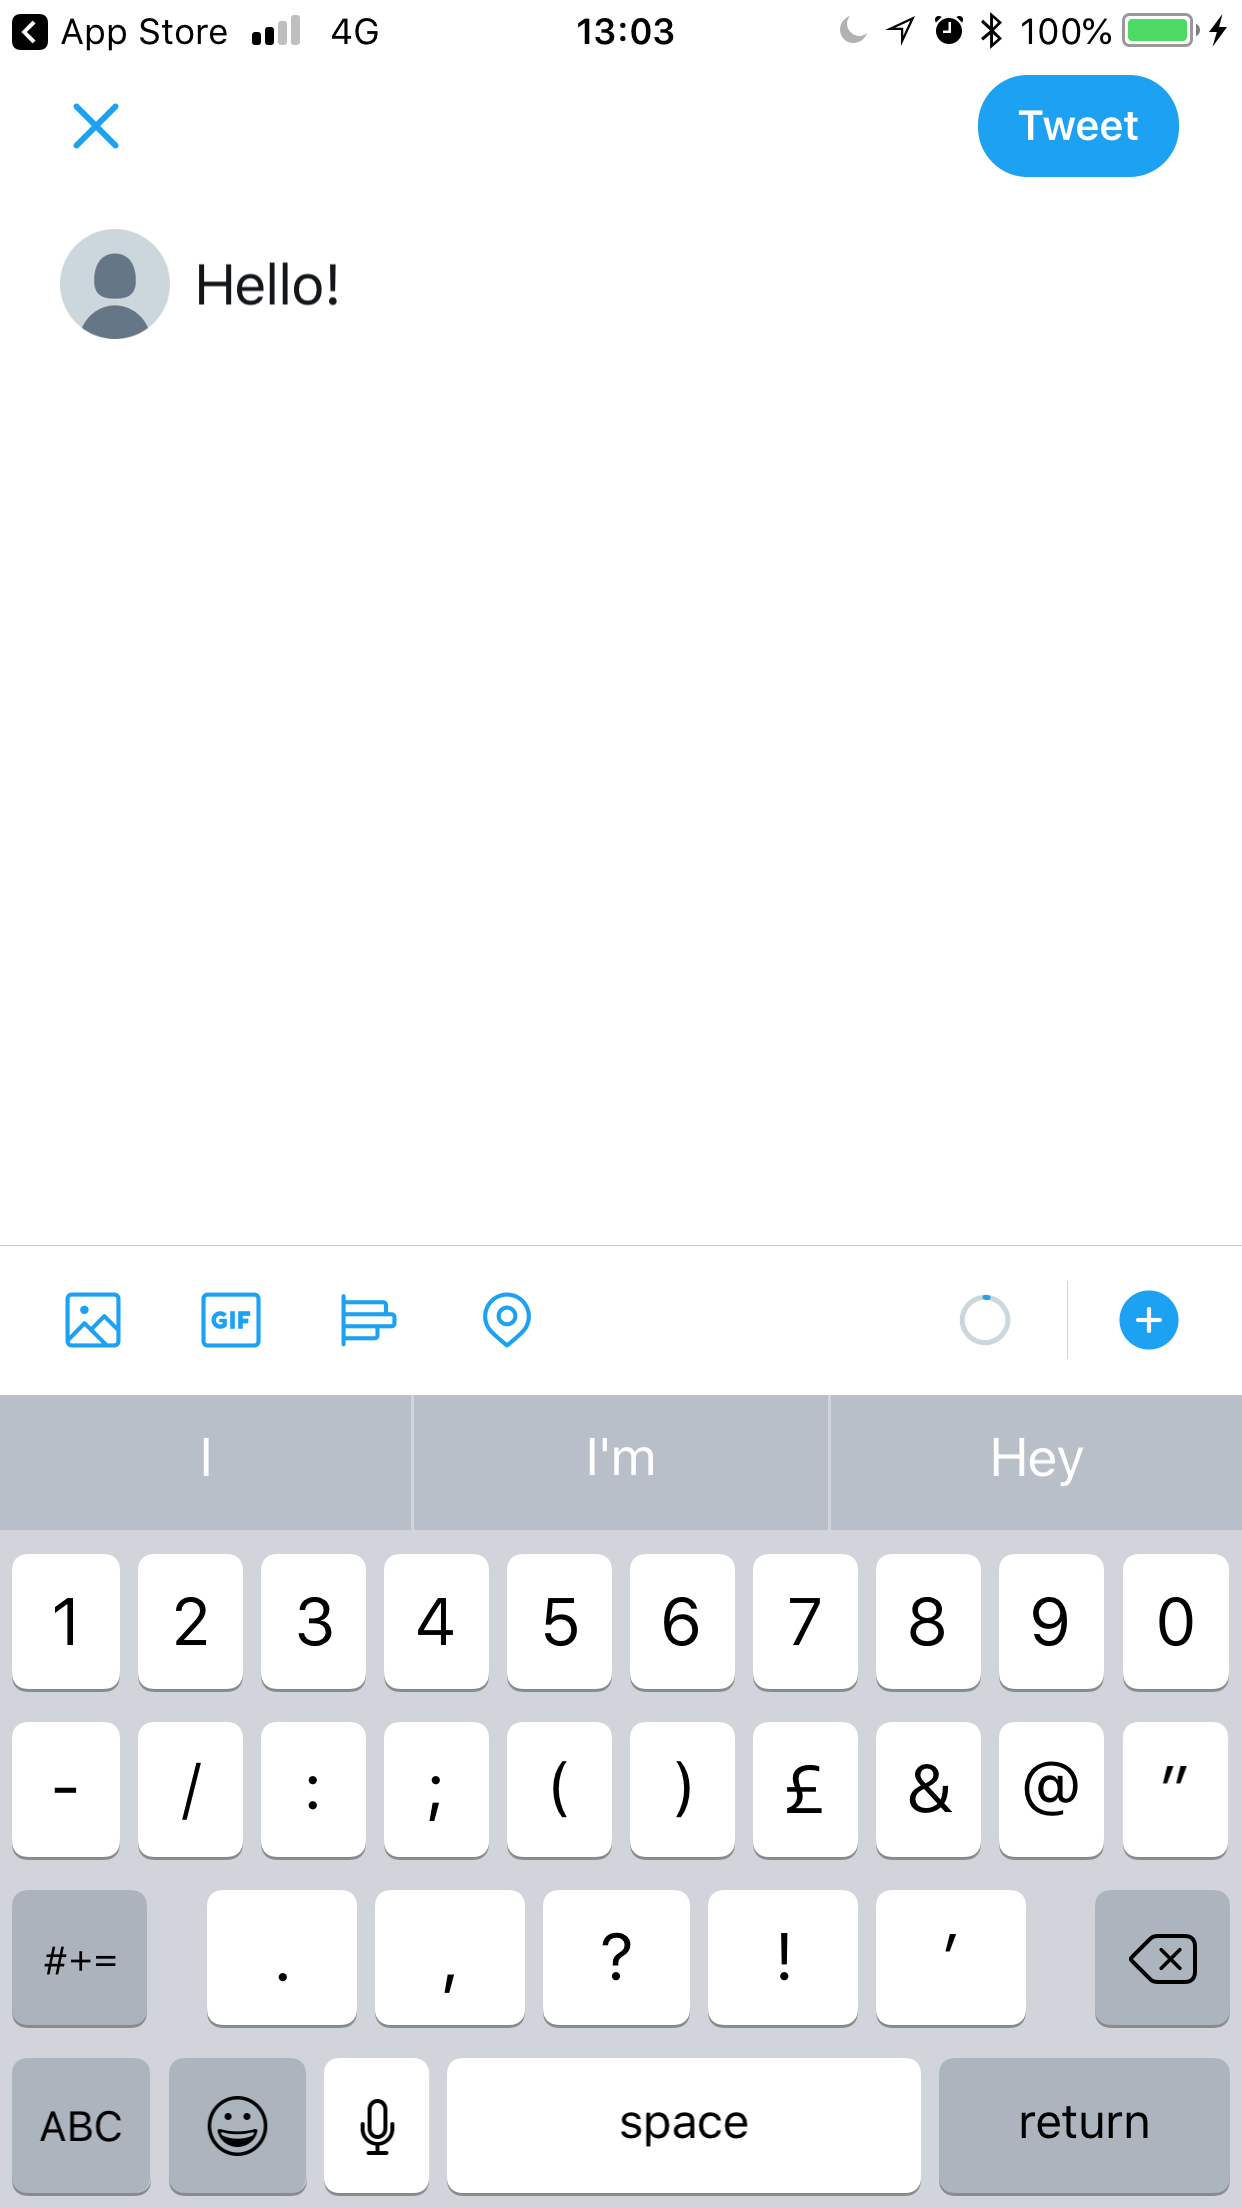 App Store 4G 13:03 100%
Tweet
Hello!
GIF
I I'm Hey
1 2 3 4 5 6 7 8 9 0
- / : ; ( ) £ & @ "
#+= . , ? ! '
ABC space return